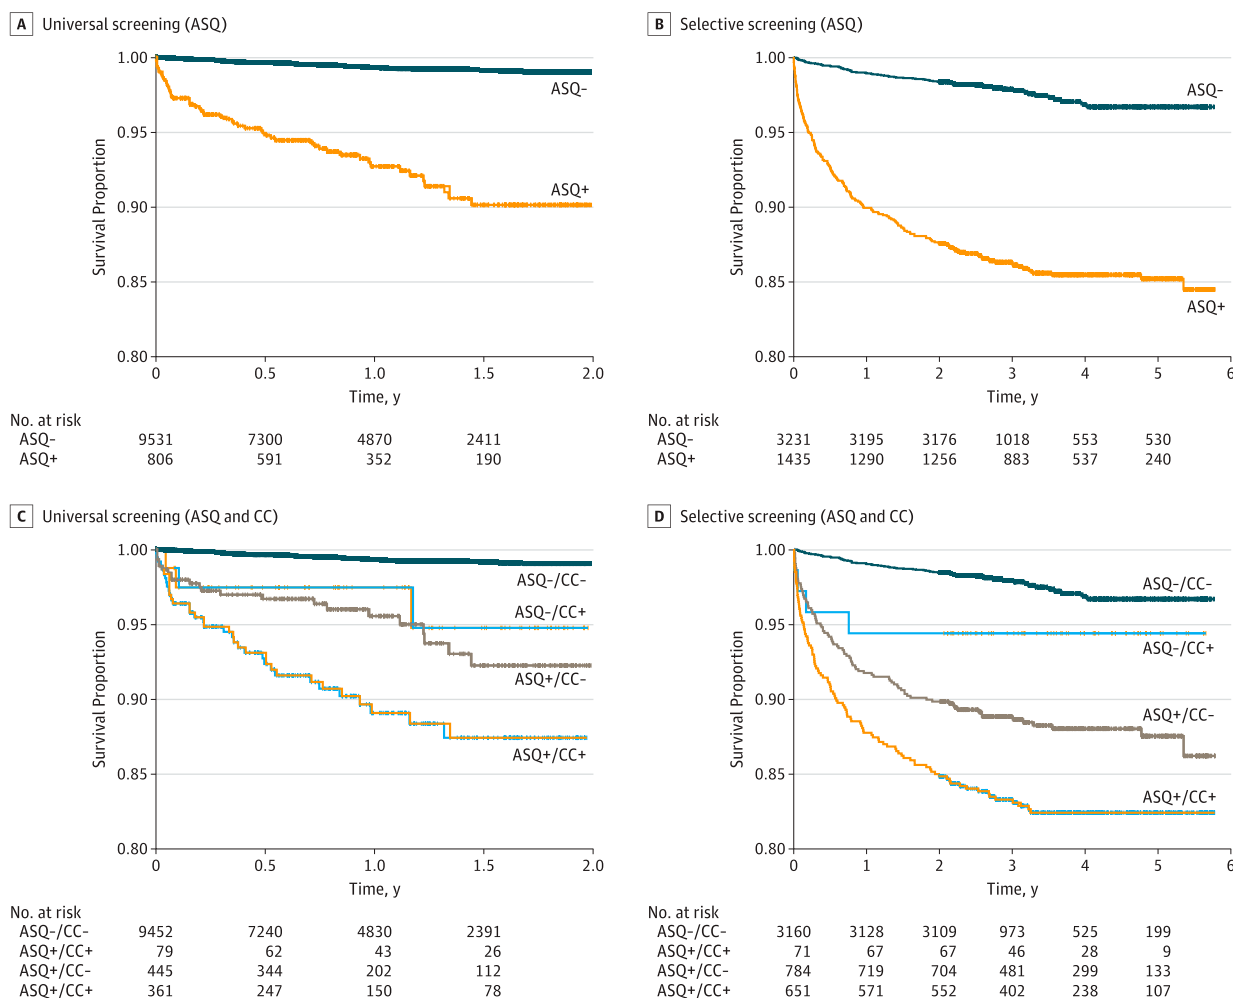 A Universal screening (ASQ)
1.00
0.95
0.90
0.85
0.80
Survival Proportion
ASQ-
ASQ+
0 0.5 1.0 1.5 2.0
Time, y
No. at risk
ASQ- 9531 7300 4870 2411
ASQ+ 806 591 352 190
B Selective screening (ASQ)
1.00
0.95
0.90
0.85
0.80
Survival Proportion
ASQ-
ASQ+
0 1 2 3 4 5 6
Time, y
No. at risk
ASQ- 3231 3195 3176 1018 553 530
ASQ+ 1435 1290 1256 883 537 240
C Universal screening (ASQ and CC)
1.00
0.95
0.90
0.85
0.80
Survival Proportion
ASQ-/CC-
ASQ-/CC+
ASQ+/CC-
ASQ+/CC+
0 0.5 1.0 1.5 2.0
Time, y
No. at risk
ASQ-/CC- 9452 7240 4830 2391
ASQ+/CC+ 79 62 43 26
ASQ+/CC- 445 344 202 112
ASQ+/CC+ 361 247 150 78
D Selective screening (ASQ and CC)
1.00
0.95
0.90
0.85
0.80
Survival Proportion
ASQ-/CC-
ASQ-/CC+
ASQ+/CC-
ASQ+/CC+
0 1 2 3 4 5 6
Time, y
No. at risk
ASQ-/CC- 3160 3128 3109 973 525 199
ASQ+/CC+ 71 67 67 46 28 9
ASQ+/CC- 784 719 704 481 299 133
ASQ+/CC+ 651 571 552 402 238 107